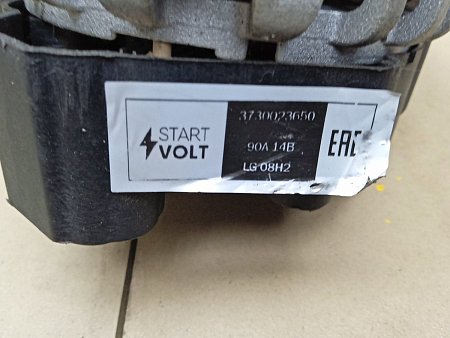 START
VOLT
3730023650
90A 14B
LG 08H2
EAC